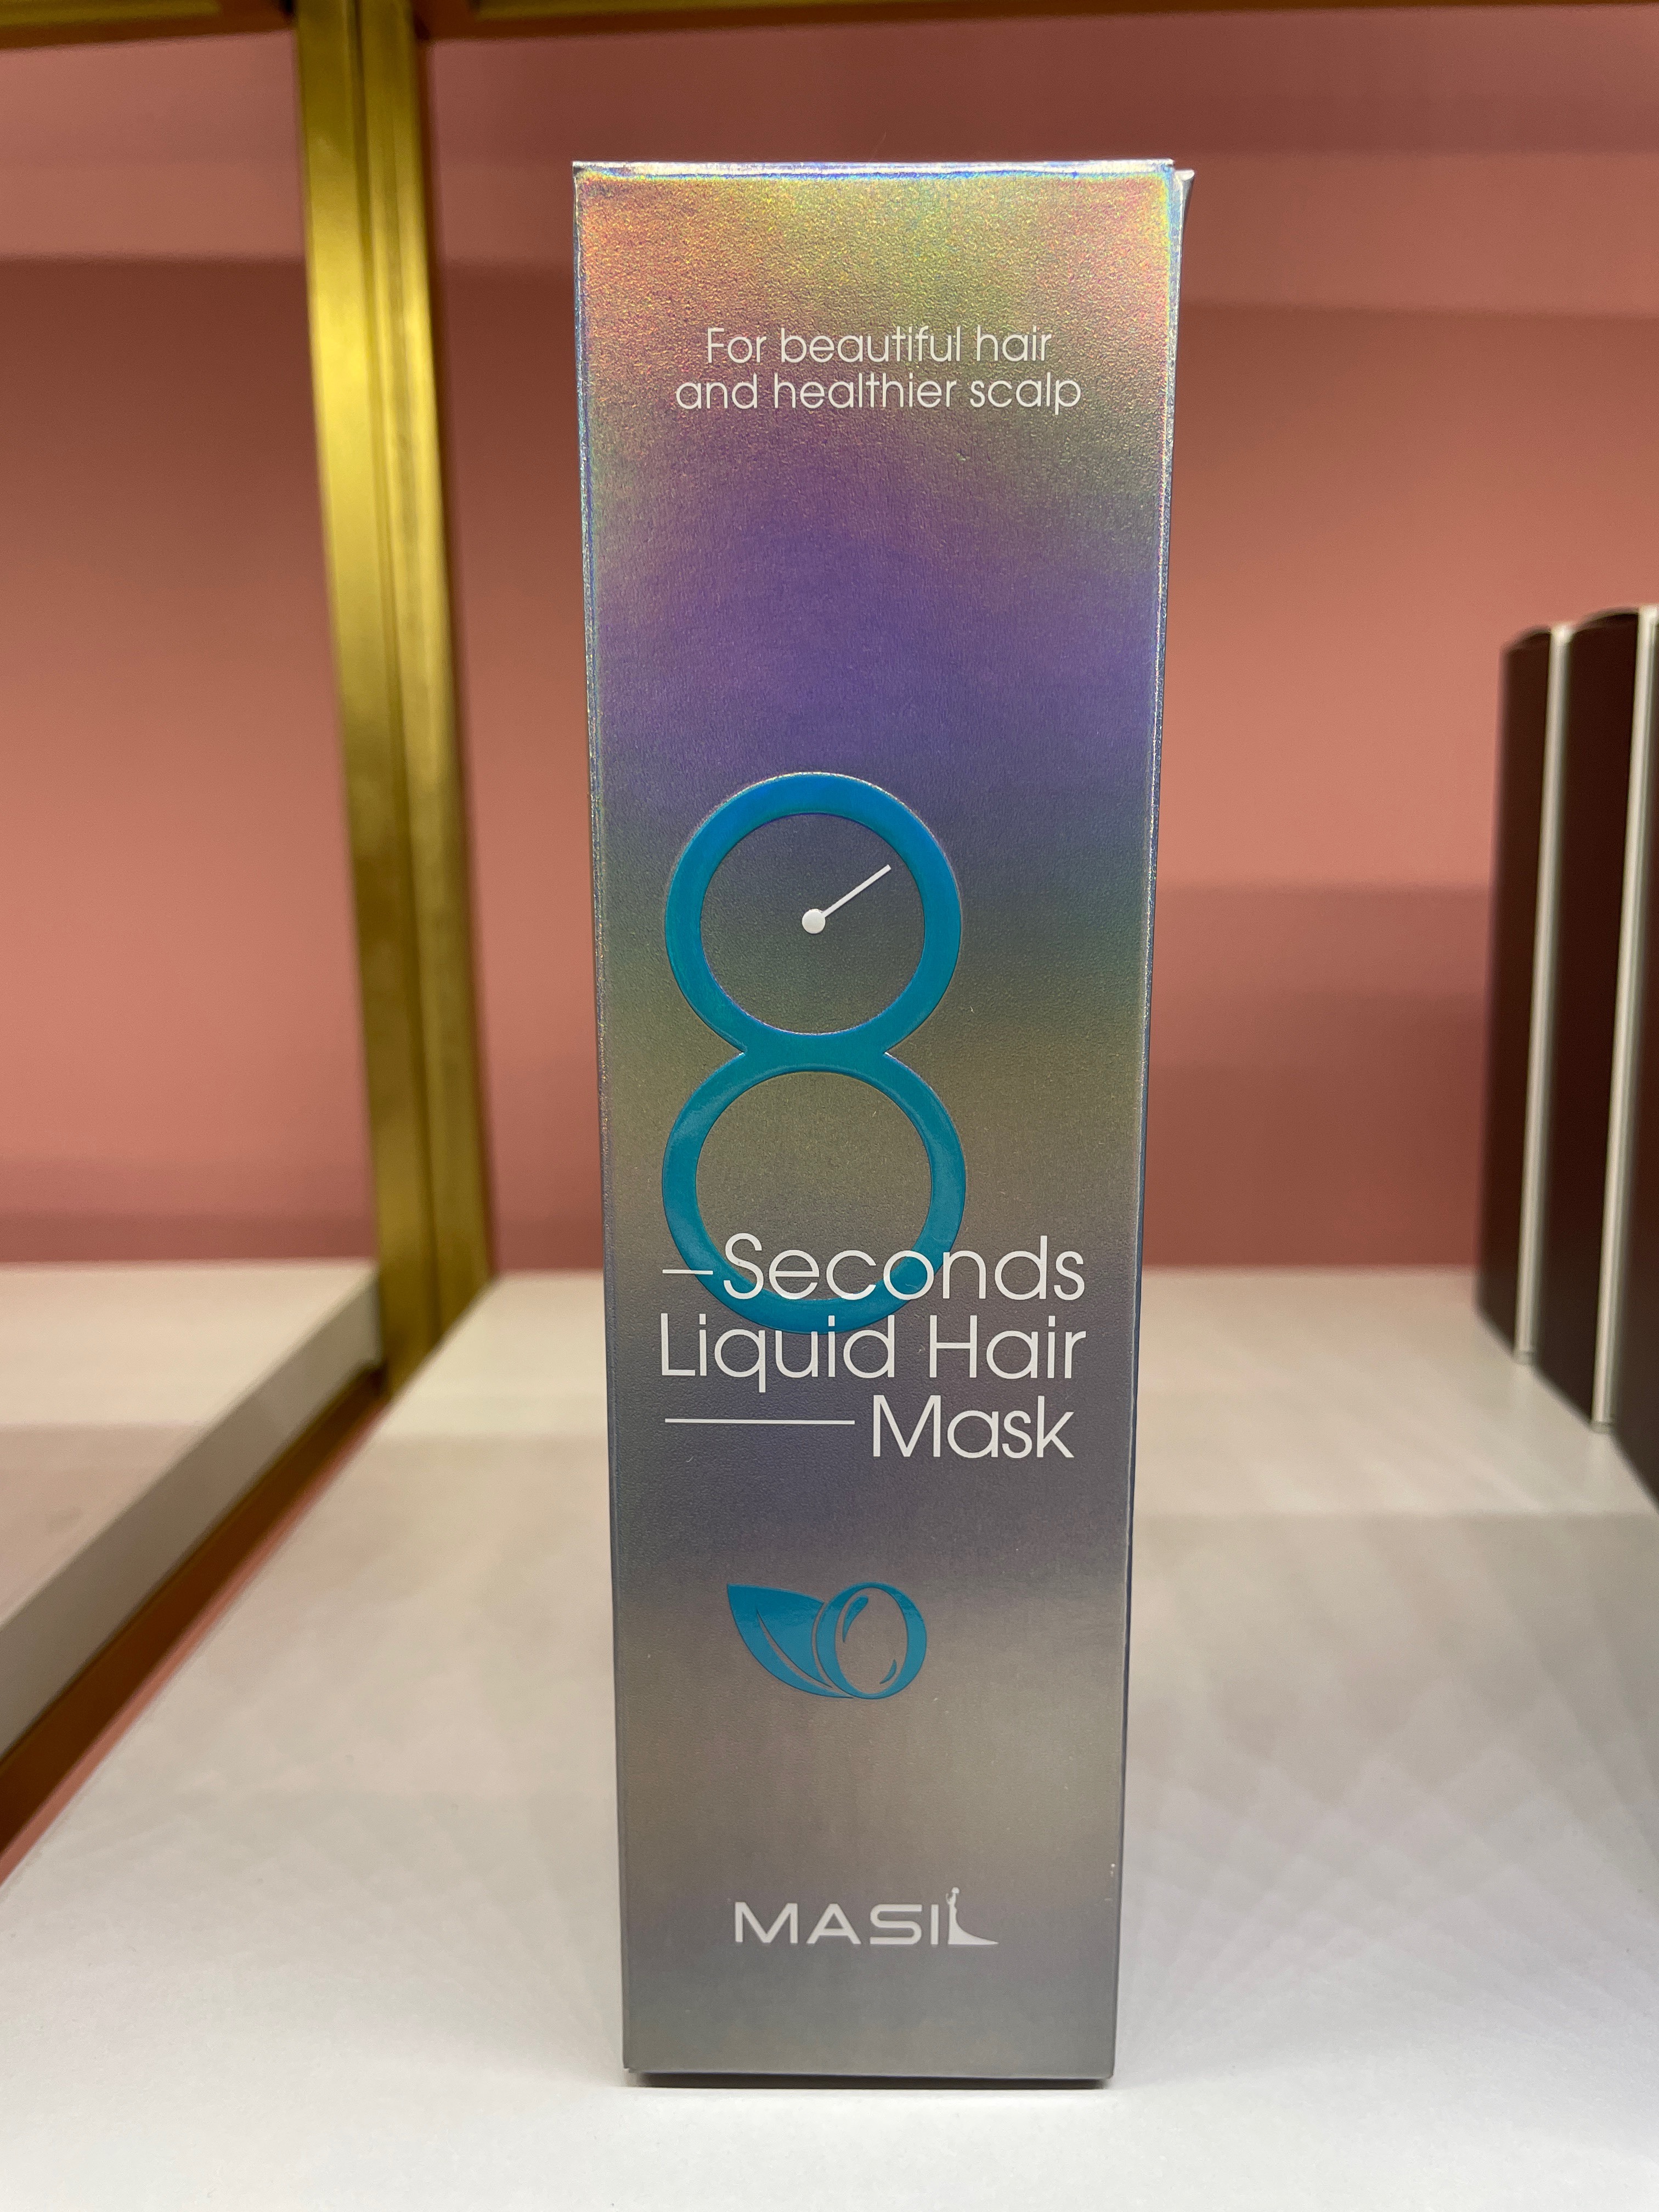 For beautiful hair
and healthier scalp
8
Seconds
Liquid Hair
Mask
MASIL